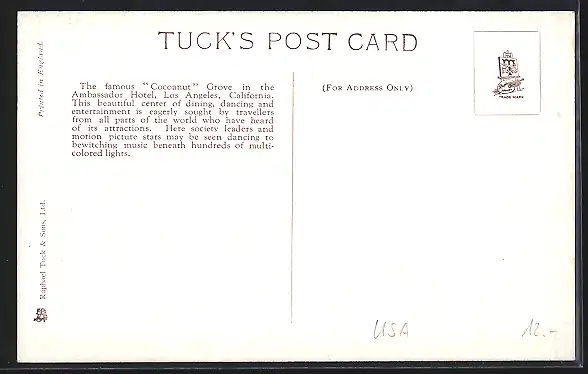 TUCK'S POST CARD
Printed in England.
The famous "Cocoanut" Grove in the
Ambassador Hotel, Los Angeles, California.
This beautiful center of dining, dancing and
entertainment is eagerly sought by travellers
from all parts of the world who have heard
of its attractions. Here society leaders and
motion picture stars may be seen dancing to
bewitching music beneath hundreds of multi-
colored lights.
(FOR ADDRESS ONLY)
TRADE MARK
Raphael Tuck & Sons, Ltd.
USA
12.-